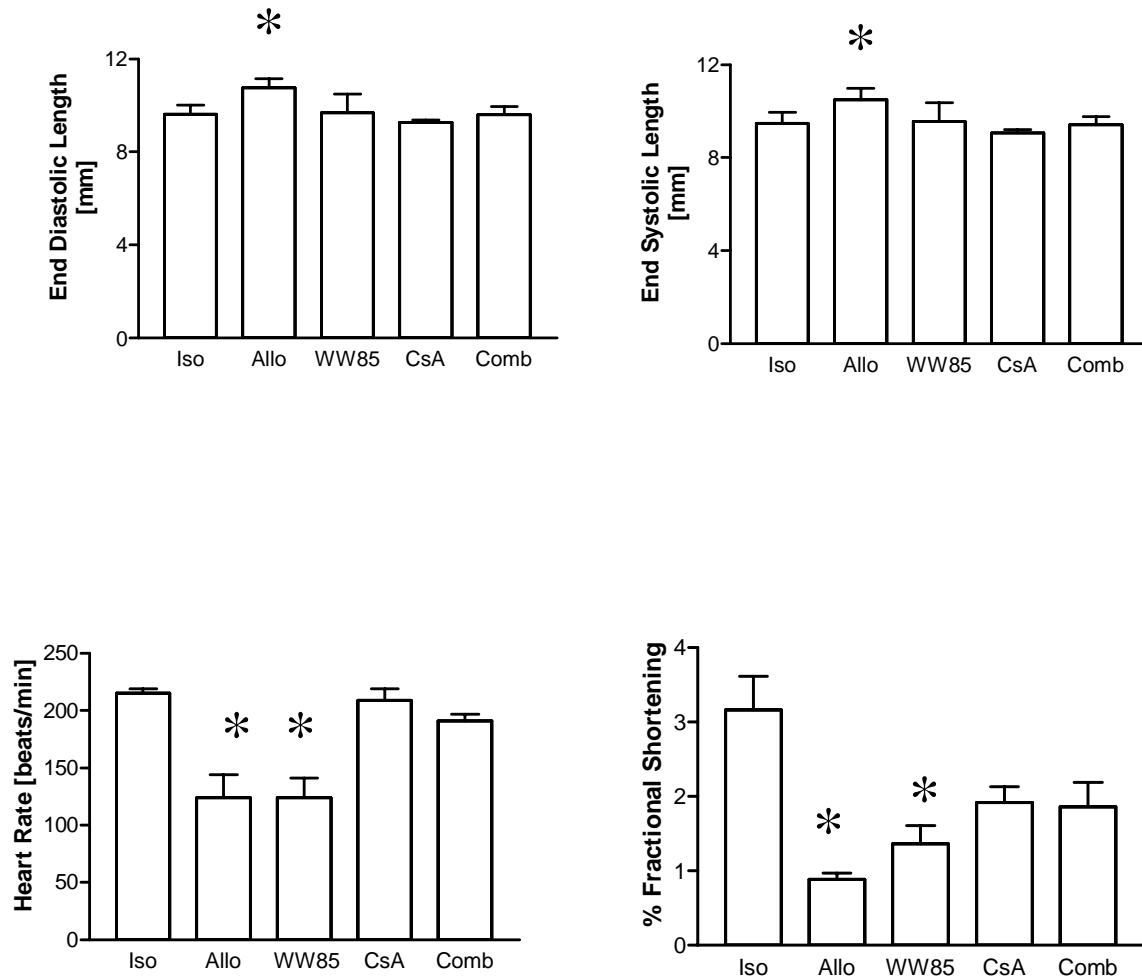 *
12
8
4
0
End Diastolic Length
[mm]
Iso Allo WW85 CsA Comb
*
12
8
4
0
End Systolic Length
[mm]
Iso Allo WW85 CsA Comb
250
200
150
100
50
0
Heart Rate [beats/min]
* *
Iso Allo WW85 CsA Comb
4
3
2
1
0
% Fractional Shortening
* *
Iso Allo WW85 CsA Comb